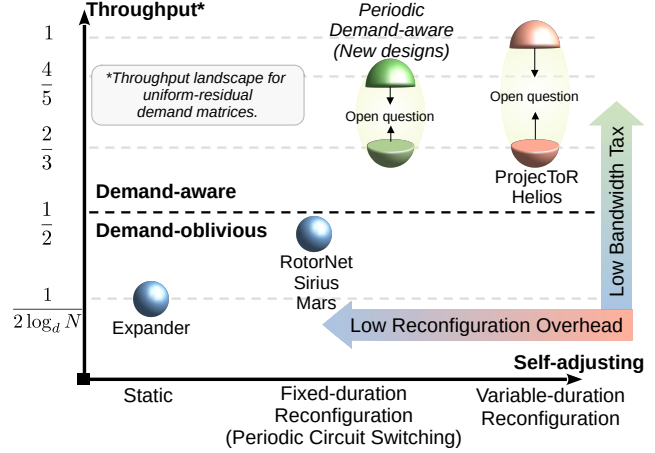 Throughput*
1
4/5
2/3
1/2
1/(2 log_d N)
*Throughput landscape for
uniform-residual
demand matrices.
Periodic
Demand-aware
(New designs)
Open question
Open question
ProjecToR
Helios
Demand-aware
Demand-oblivious
RotorNet
Sirius
Mars
Expander
Low Bandwidth Tax
Low Reconfiguration Overhead
Self-adjusting
Static
Fixed-duration
Reconfiguration
(Periodic Circuit Switching)
Variable-duration
Reconfiguration